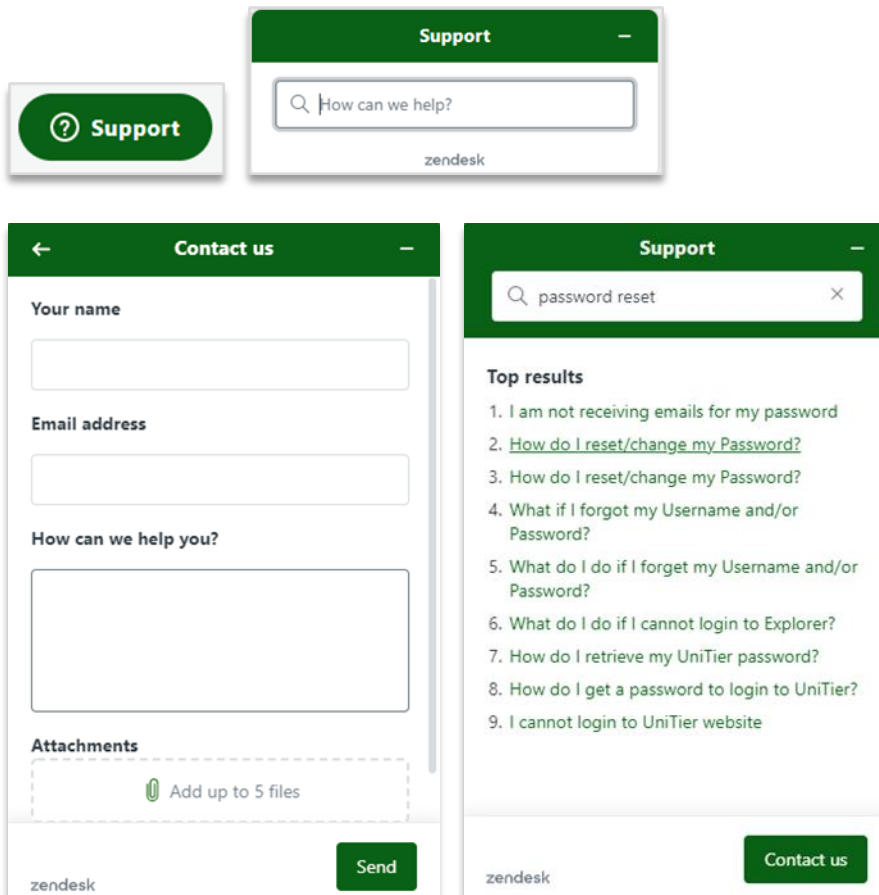 Support
Support
How can we help?
zendesk
Contact us
Your name
Email address
How can we help you?
Attachments
Add up to 5 files
zendesk
Send
Support
password reset
Top results
1. I am not receiving emails for my password
2. How do I reset/change my Password?
3. How do I reset/change my Password?
4. What if I forgot my Username and/or
Password?
5. What do I do if I forget my Username and/or
Password?
6. What do I do if I cannot login to Explorer?
7. How do I retrieve my UniTier password?
8. How do I get a password to login to UniTier?
9. I cannot login to UniTier website
zendesk
Contact us